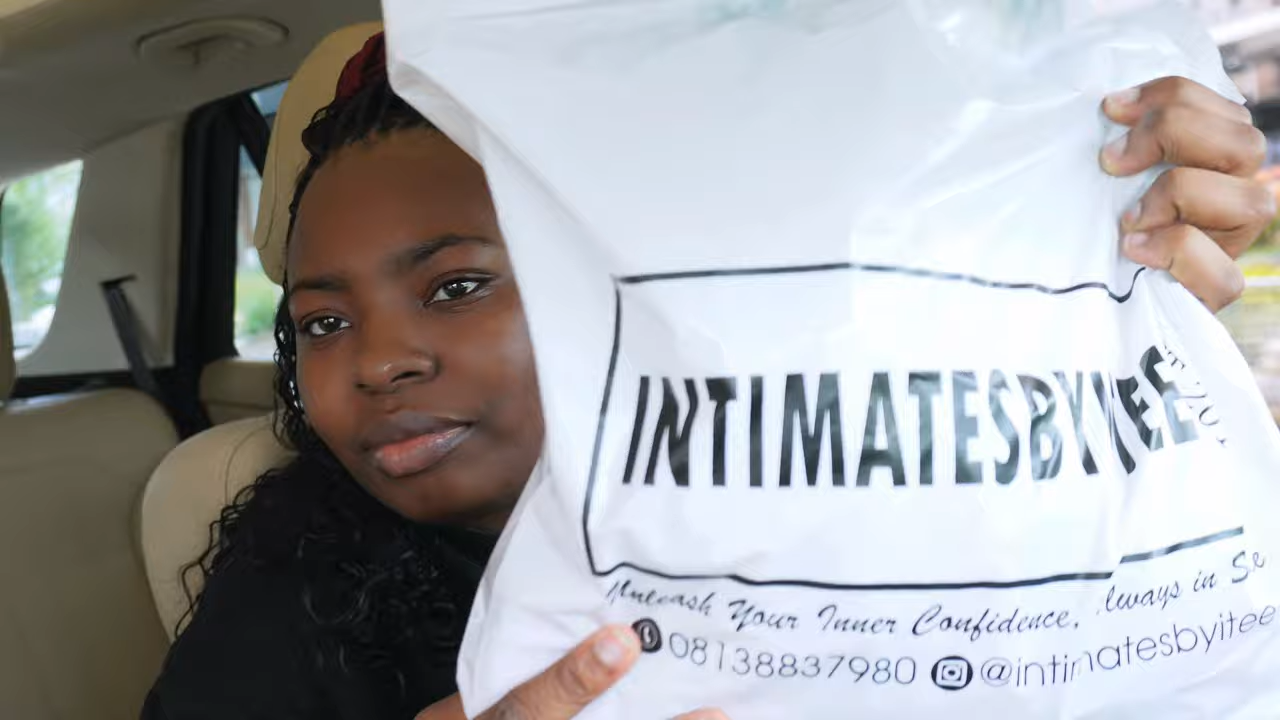 INTIMATESBYITEE
Unleash Your Inner Confidence, lways in
08138837980 @intimatesbyitee